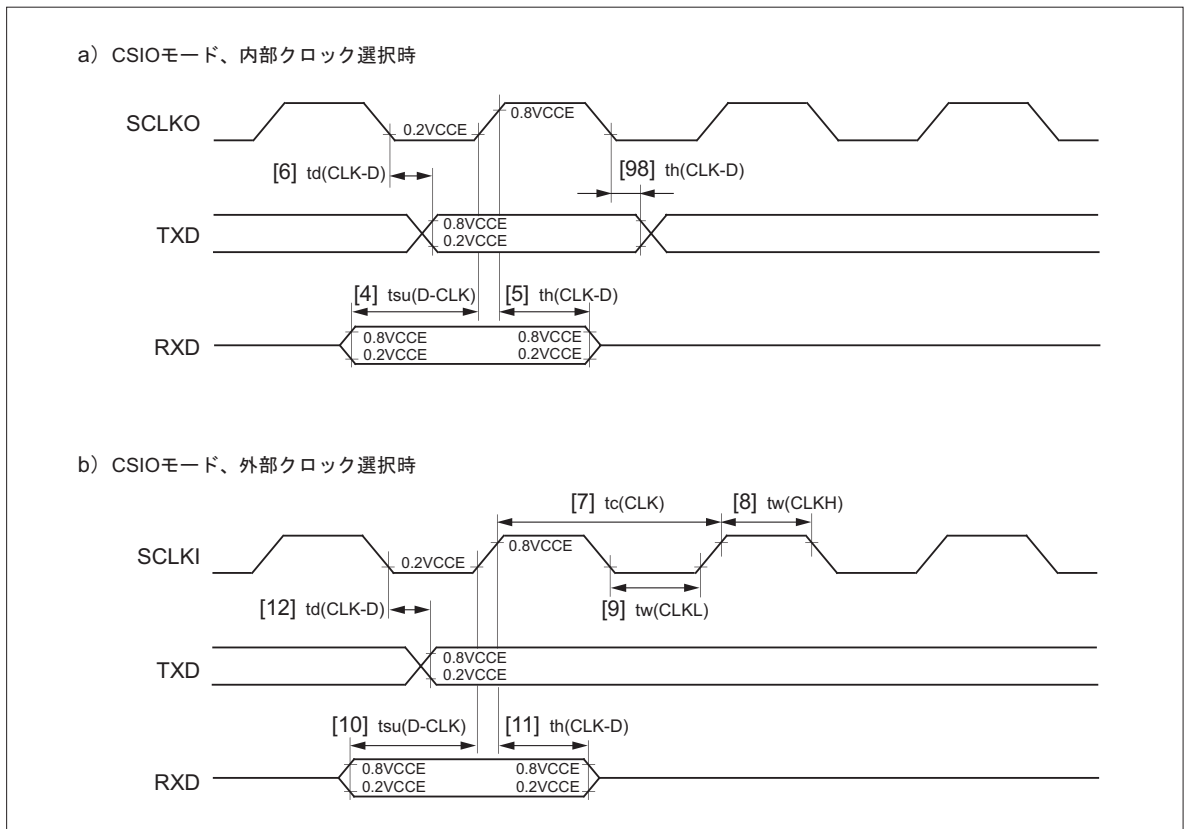 a）CSIOモード、内部クロック選択時
SCLKO
0.2VCCE
0.8VCCE
[6] td(CLK-D)
[98] th(CLK-D)
TXD
0.8VCCE
0.2VCCE
[4] tsu(D-CLK)
[5] th(CLK-D)
RXD
0.8VCCE
0.8VCCE
0.2VCCE
0.2VCCE
b）CSIOモード、外部クロック選択時
[7] tc(CLK)
[8] tw(CLKH)
SCLKI
0.2VCCE
0.8VCCE
[12] td(CLK-D)
[9] tw(CLKL)
TXD
0.8VCCE
0.2VCCE
[10] tsu(D-CLK)
[11] th(CLK-D)
RXD
0.8VCCE
0.8VCCE
0.2VCCE
0.2VCCE